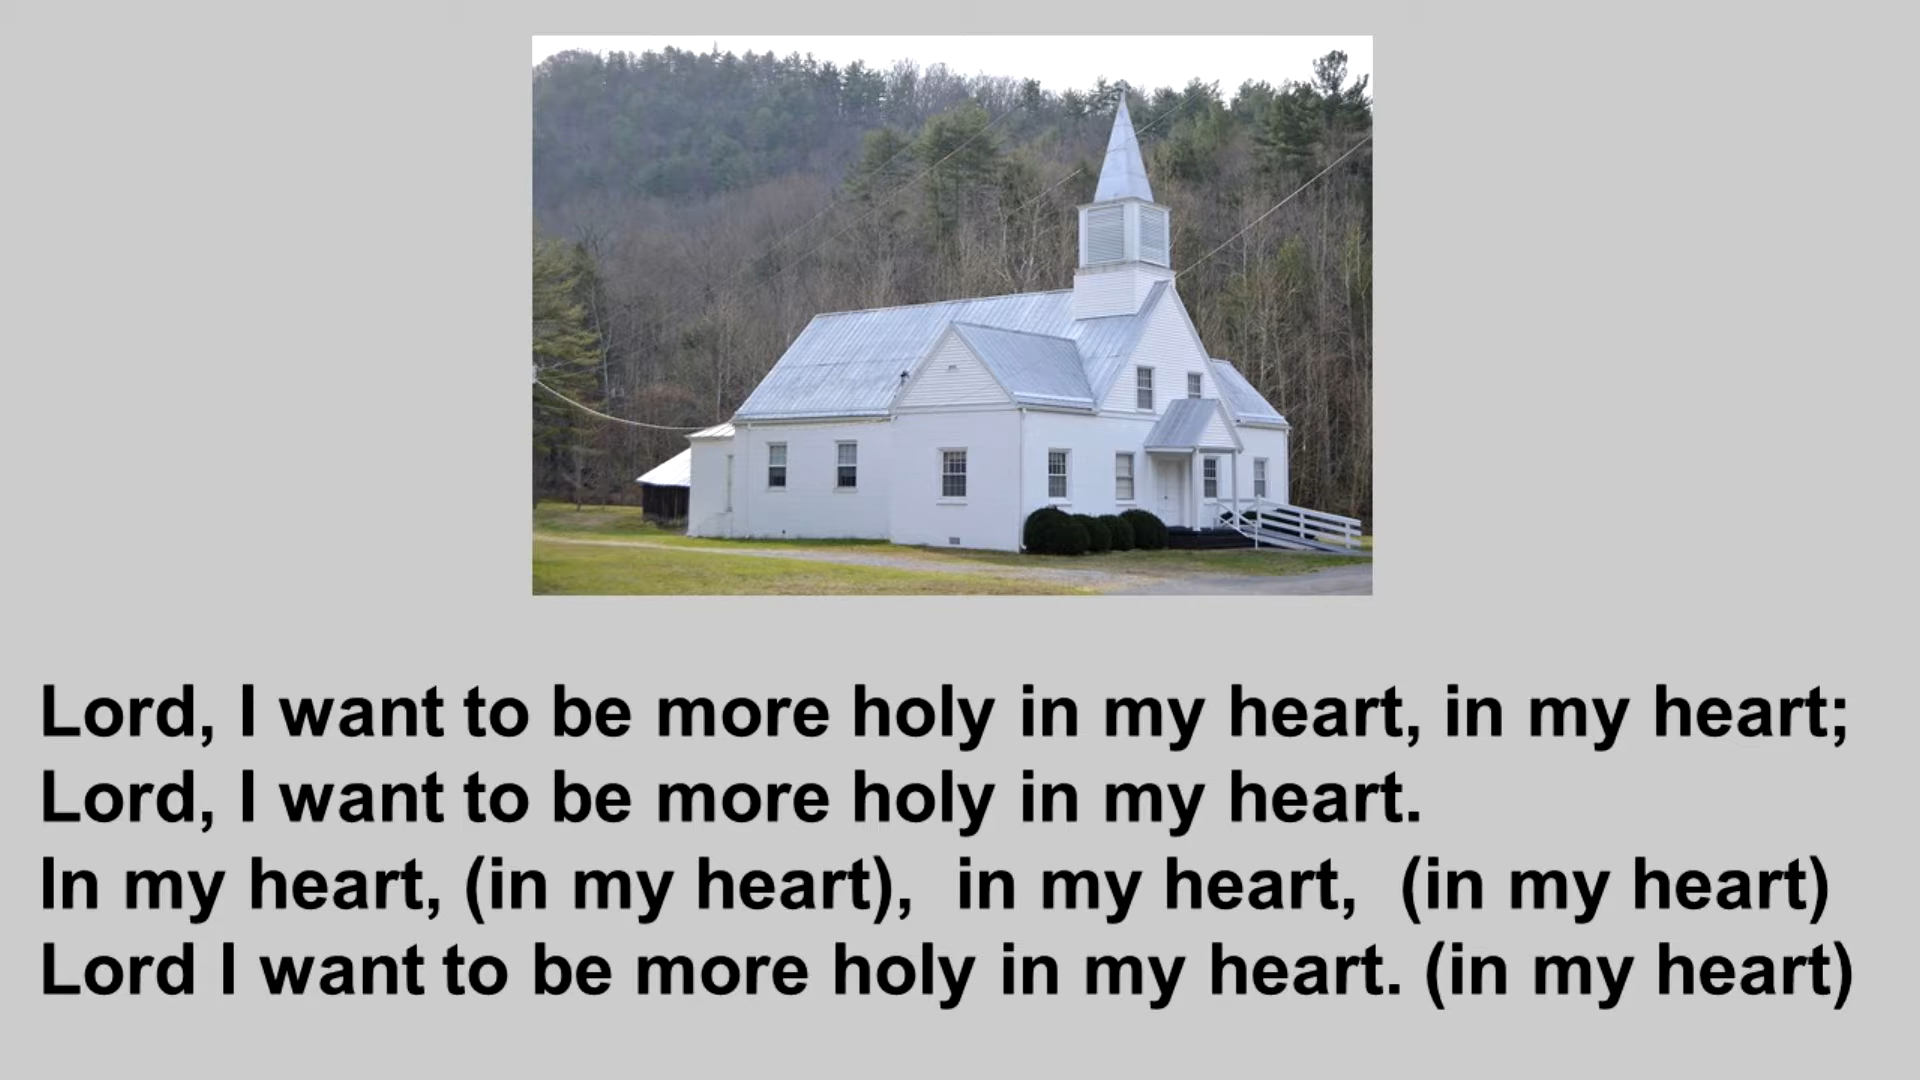 Lord, I want to be more holy in my heart, in my heart;
Lord, I want to be more holy in my heart.
In my heart, (in my heart),  in my heart,  (in my heart)
Lord I want to be more holy in my heart. (in my heart)